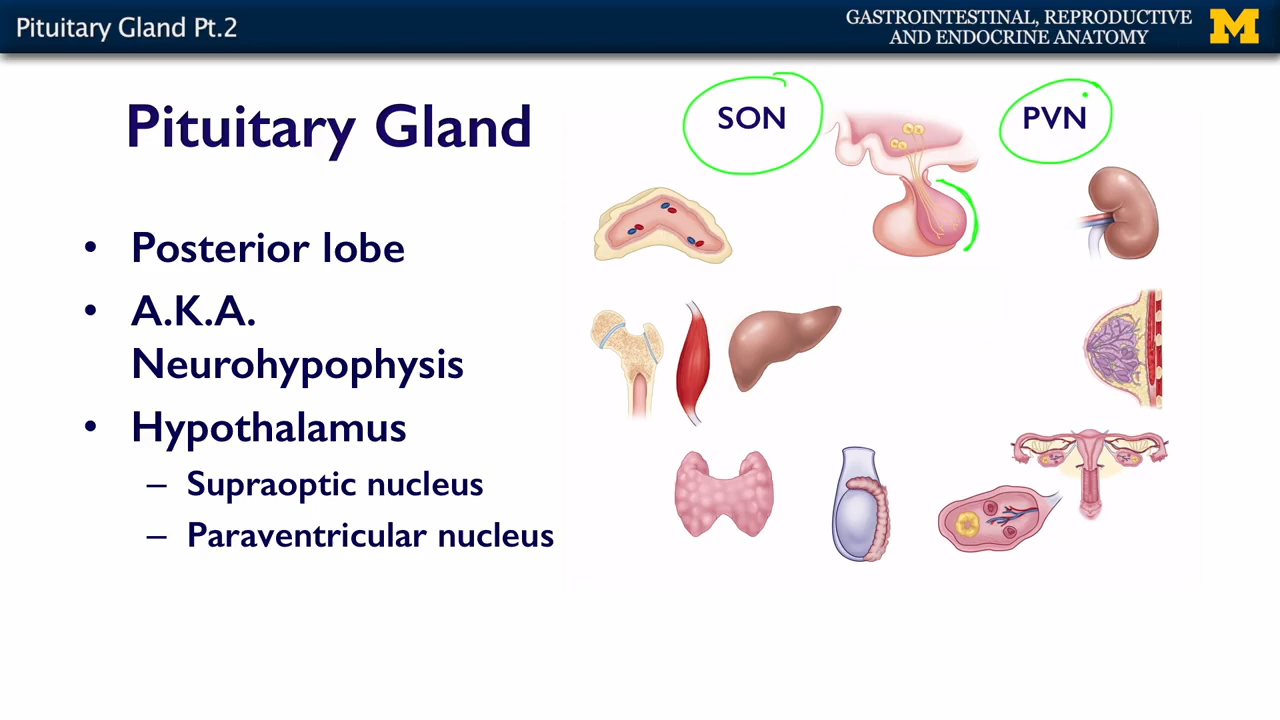 Pituitary Gland Pt.2
GASTROINTESTINAL, REPRODUCTIVE
AND ENDOCRINE ANATOMY
M
Pituitary Gland
• Posterior lobe
• A.K.A.
Neurohypophysis
• Hypothalamus
– Supraoptic nucleus
– Paraventricular nucleus
SON
PVN